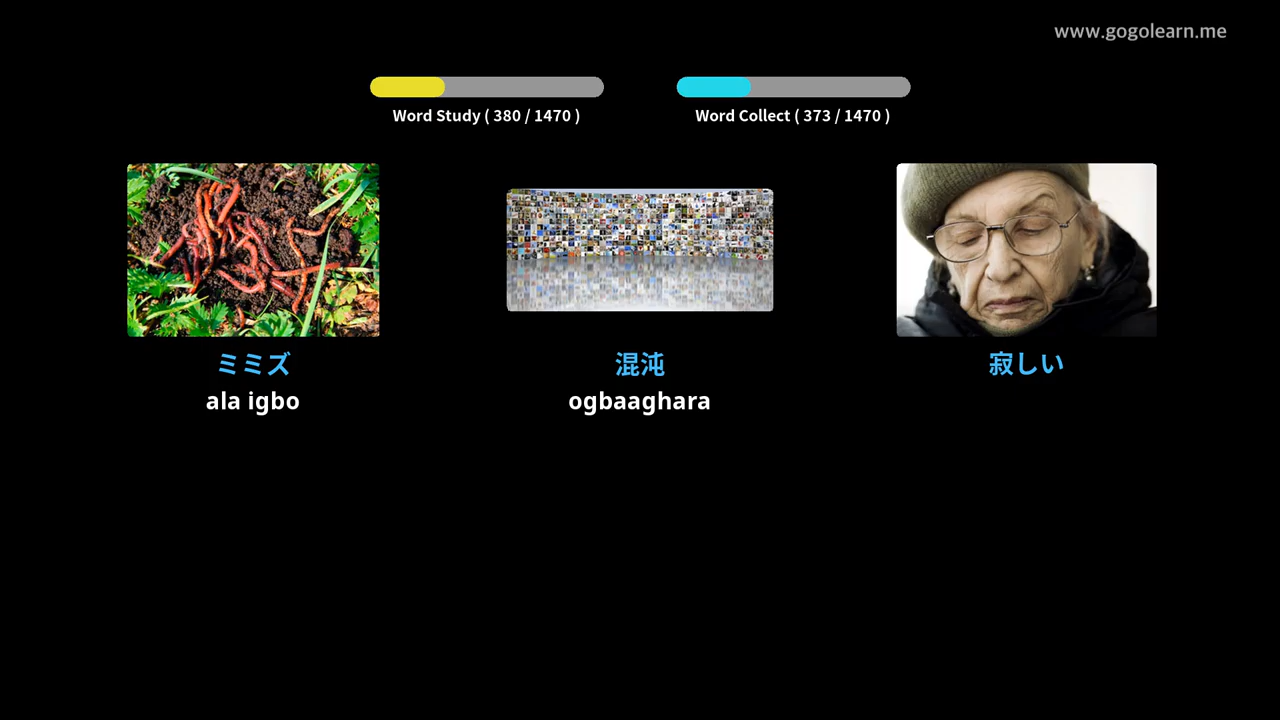 www.gogolearn.me
Word Study ( 380 / 1470 )
Word Collect ( 373 / 1470 )
ミミズ
ala igbo
混沌
ogbaaghara
寂しい